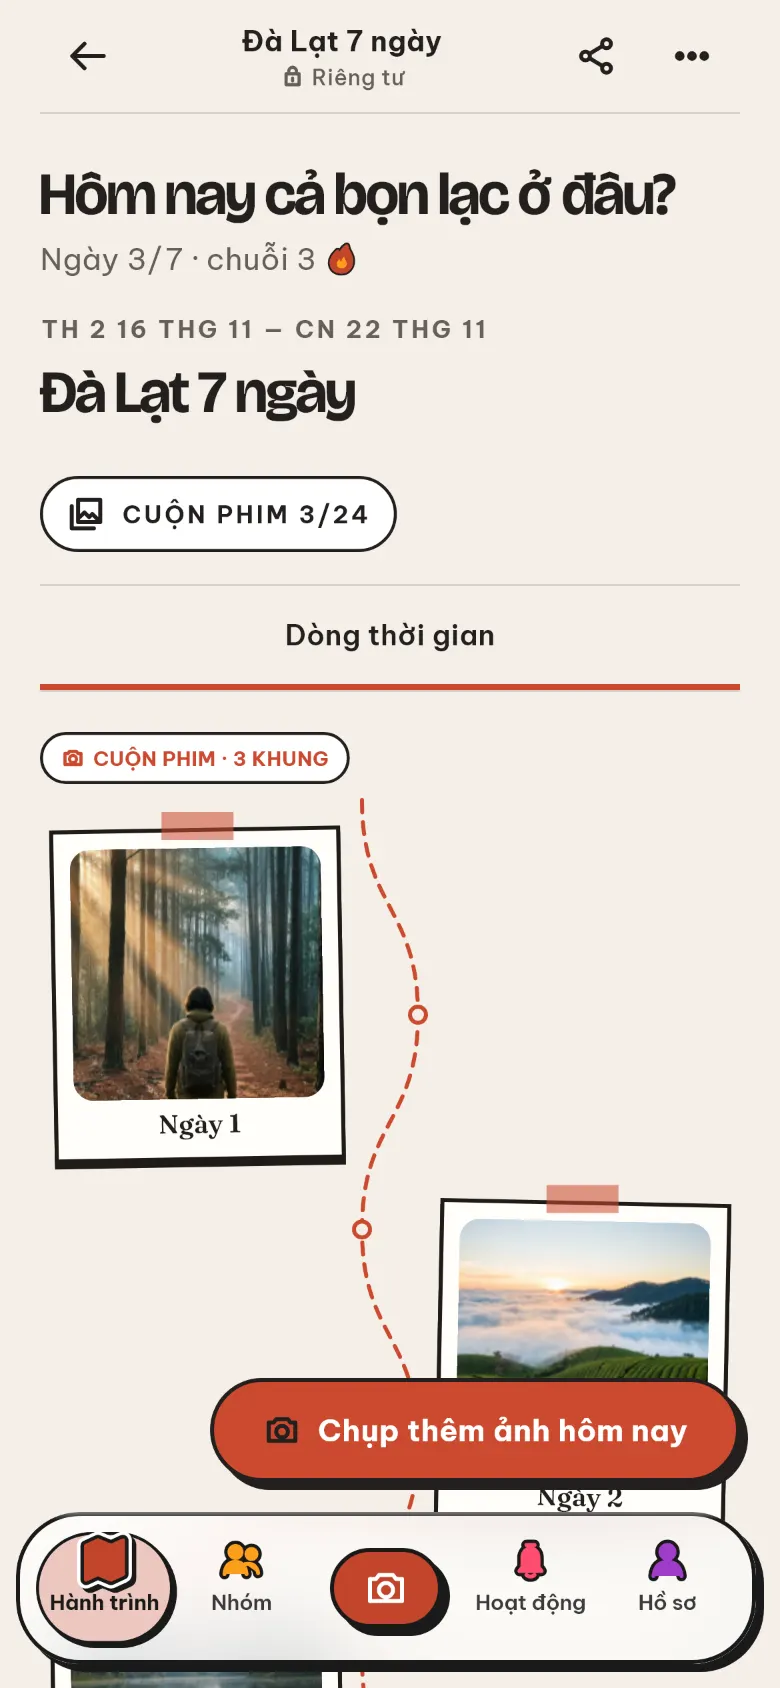 Đà Lạt 7 ngày
Riêng tư
Hôm nay cả bọn lạc ở đâu?
Ngày 3/7 · chuỗi 3
TH 2 16 THG 11 – CN 22 THG 11
Đà Lạt 7 ngày
CUỘN PHIM 3/24
Dòng thời gian
CUỘN PHIM · 3 KHUNG
Ngày 1
Chụp thêm ảnh hôm nay
Ngày 2
Hành trình
Nhóm
Hoạt động
Hồ sơ